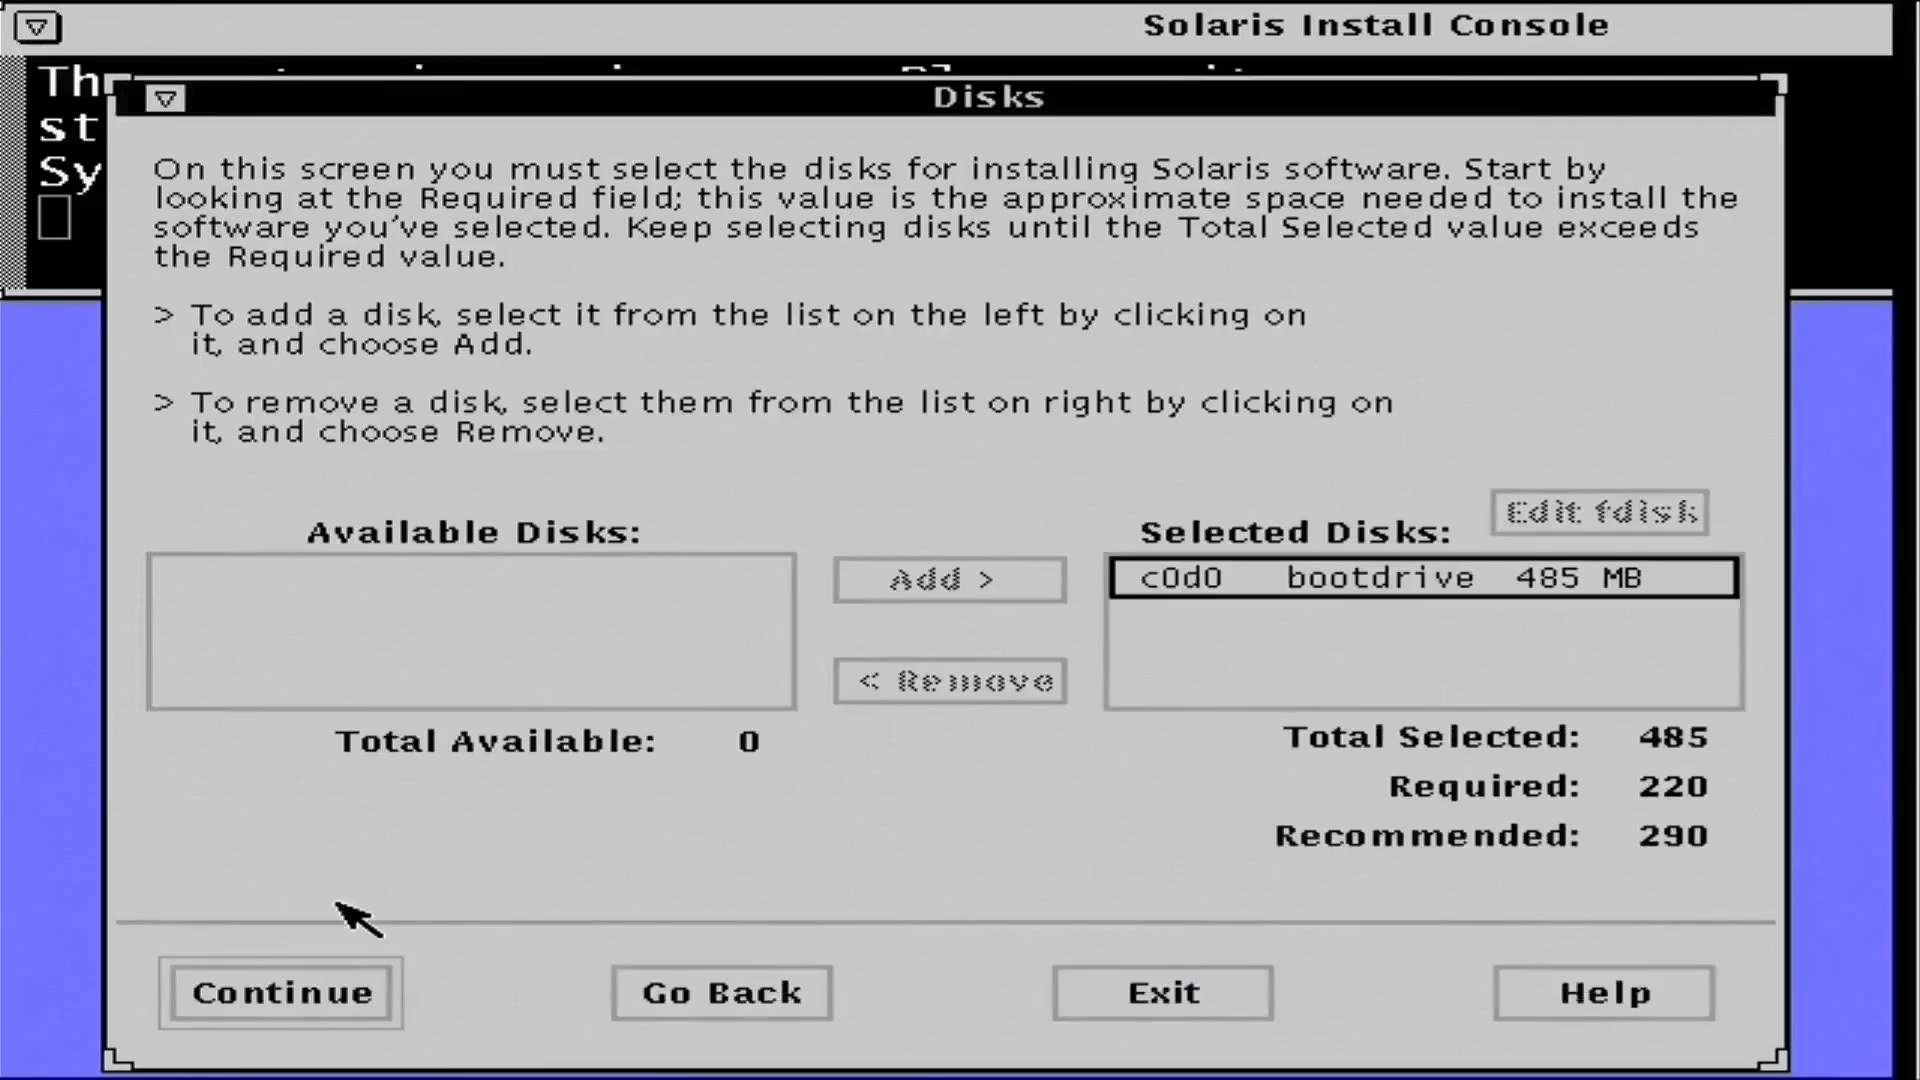 Solaris Install Console
Th
st
Sy
Disks
On this screen you must select the disks for installing Solaris software. Start by
looking at the Required field; this value is the approximate space needed to install the
software you've selected. Keep selecting disks until the Total Selected value exceeds
the Required value.
> To add a disk, select it from the list on the left by clicking on
it, and choose Add.
> To remove a disk, select them from the list on right by clicking on
it, and choose Remove.
Edit fdisk
Available Disks:
Selected Disks:
Add >
c0d0 bootdrive 485 MB
< Remove
Total Available: 0
Total Selected: 485
Required: 220
Recommended: 290
Continue
Go Back
Exit
Help